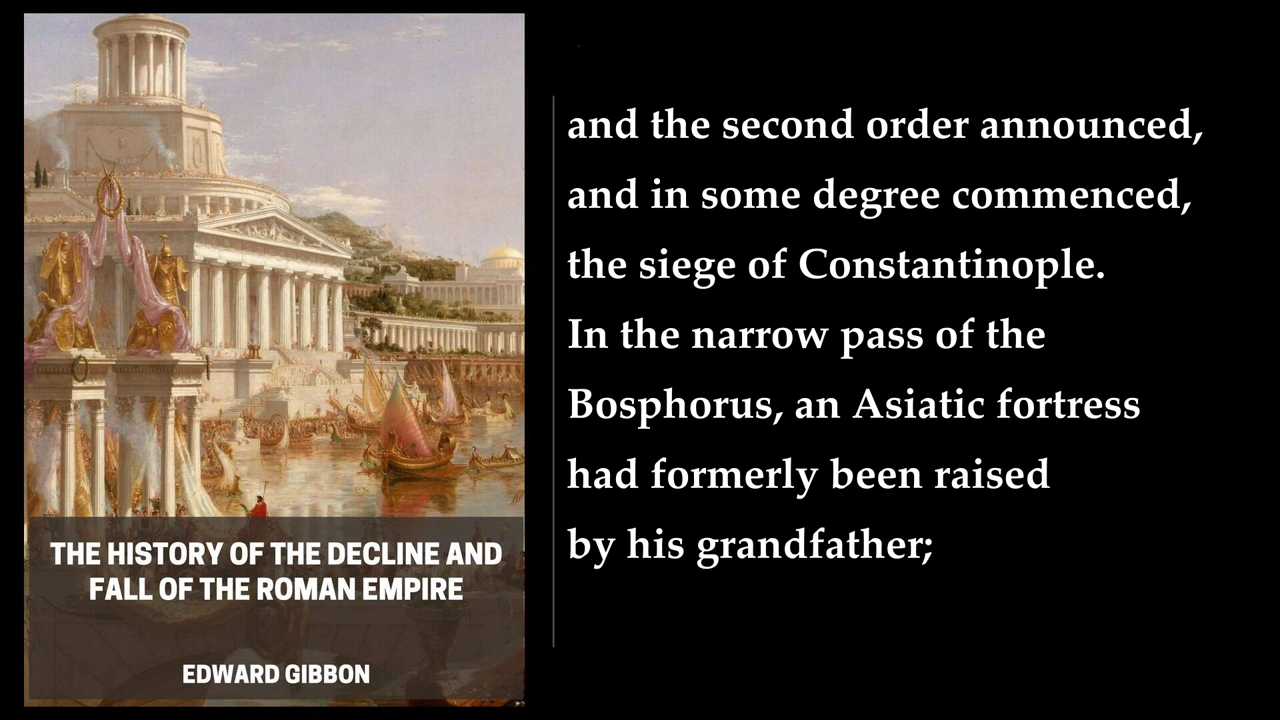 THE HISTORY OF THE DECLINE AND
FALL OF THE ROMAN EMPIRE
EDWARD GIBBON
and the second order announced,
and in some degree commenced,
the siege of Constantinople.
In the narrow pass of the
Bosphorus, an Asiatic fortress
had formerly been raised
by his grandfather;